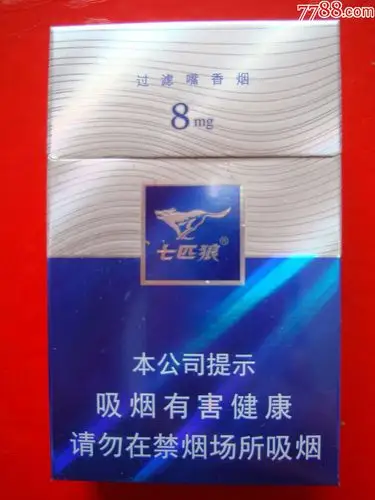 7788.com
过滤嘴香烟
8mg
七匹狼®
本公司提示
吸烟有害健康
请勿在禁烟场所吸烟